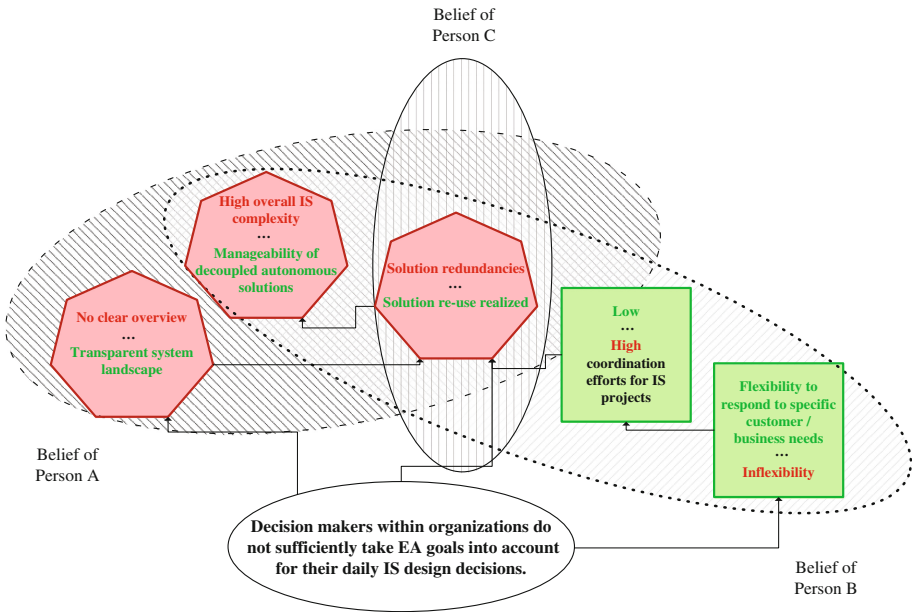 Belief of
Person C
High overall IS
complexity
...
Manageability of
decoupled autonomous
solutions
Solution redundancies
...
Solution re-use realized
No clear overview
...
Transparent system
landscape
Low
...
High
coordination
efforts for IS
projects
Flexibility to
respond to specific
customer /
business needs
...
Inflexibility
Belief of
Person A
Decision makers within organizations do
not sufficiently take EA goals into account
for their daily IS design decisions.
Belief of
Person B